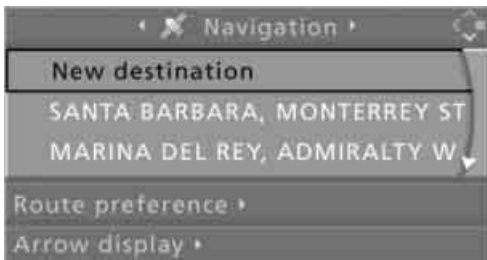 Navigation
New destination
SANTA BARBARA, MONTERREY ST
MARINA DEL REY, ADMIRALTY W
Route preference
Arrow display